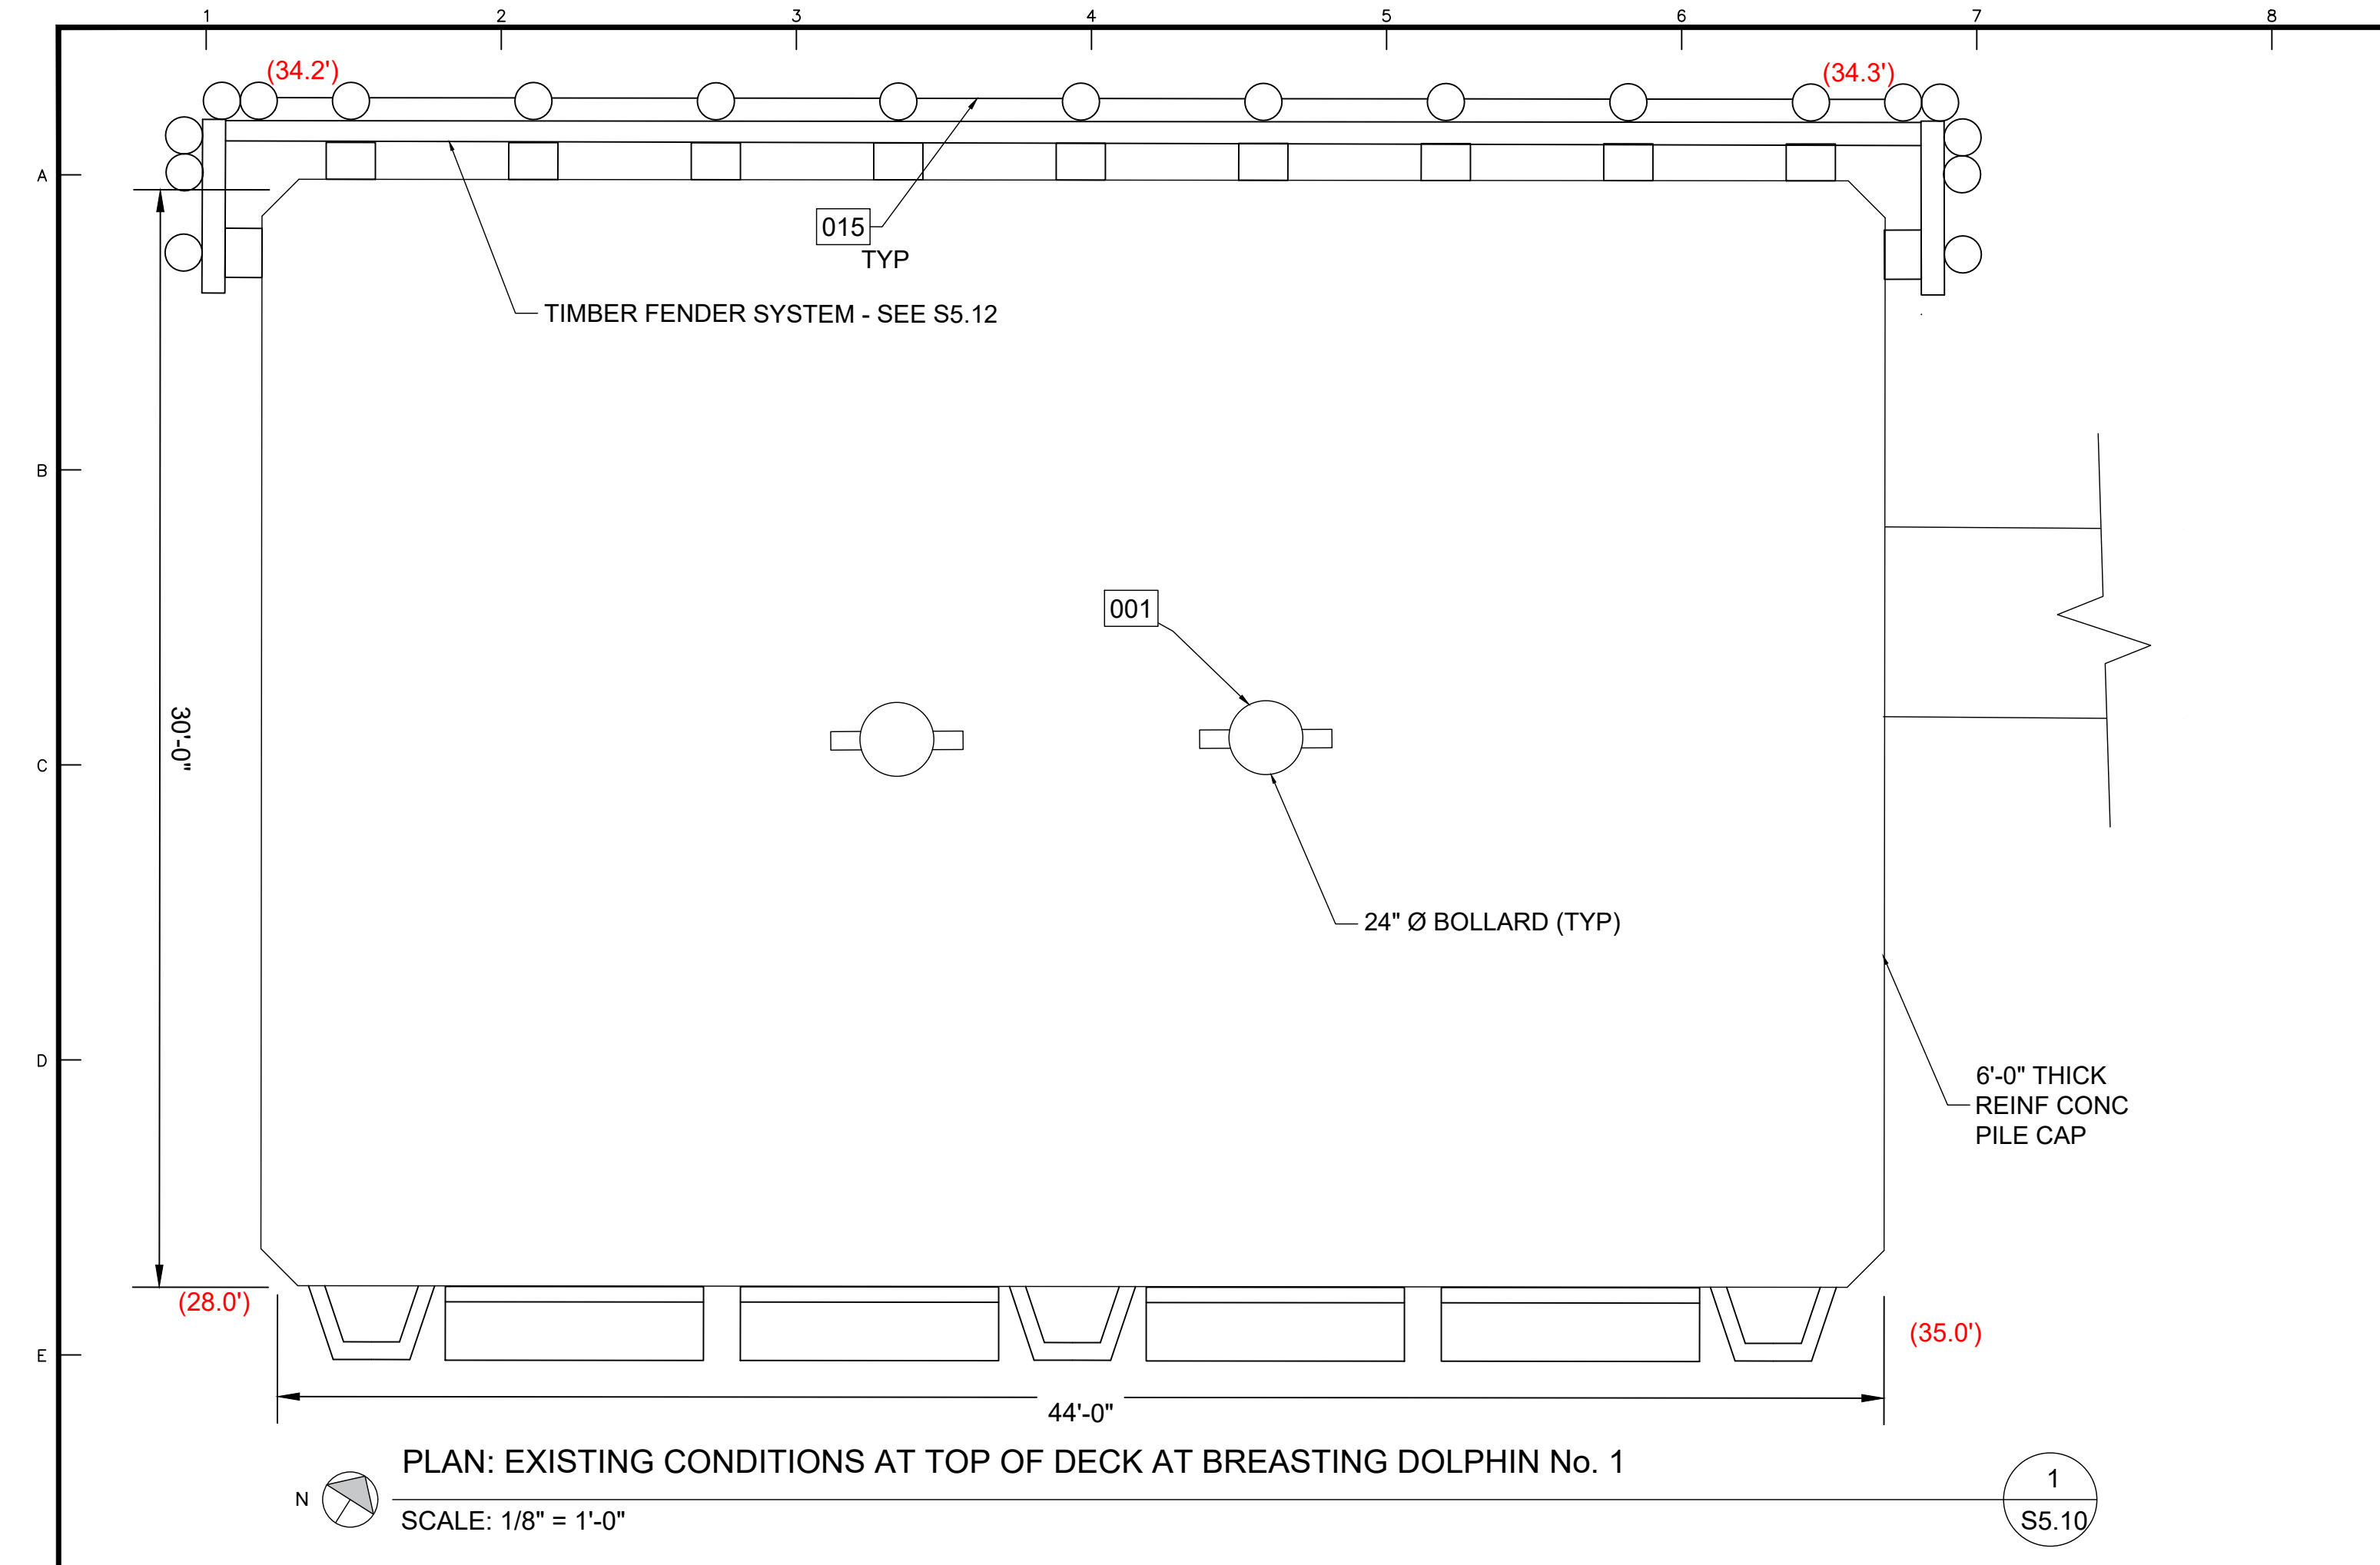 1 2 3 4 5 6 7 8
(34.2') (34.3')
A
015
TYP
TIMBER FENDER SYSTEM - SEE S5.12
B
001
30'-0"
C
24" Ø BOLLARD (TYP)
D
6'-0" THICK
REINF CONC
PILE CAP
(28.0')
(35.0')
E
44'-0"
PLAN: EXISTING CONDITIONS AT TOP OF DECK AT BREASTING DOLPHIN No. 1
1
N
SCALE: 1/8" = 1'-0"
S5.10